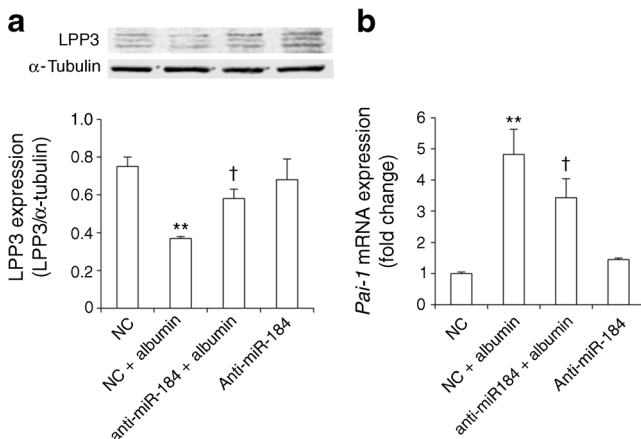 a
LPP3
α-Tubulin
LPP3 expression
(LPP3/α-tubulin)
1.0
0.8
0.6
0.4
0.2
0
**
†
NC
NC + albumin
anti-miR-184 + albumin
Anti-miR-184
b
Pai-1 mRNA expression
(fold change)
6
5
4
3
2
1
0
**
†
NC
NC + albumin
anti-miR184 + albumin
Anti-miR-184